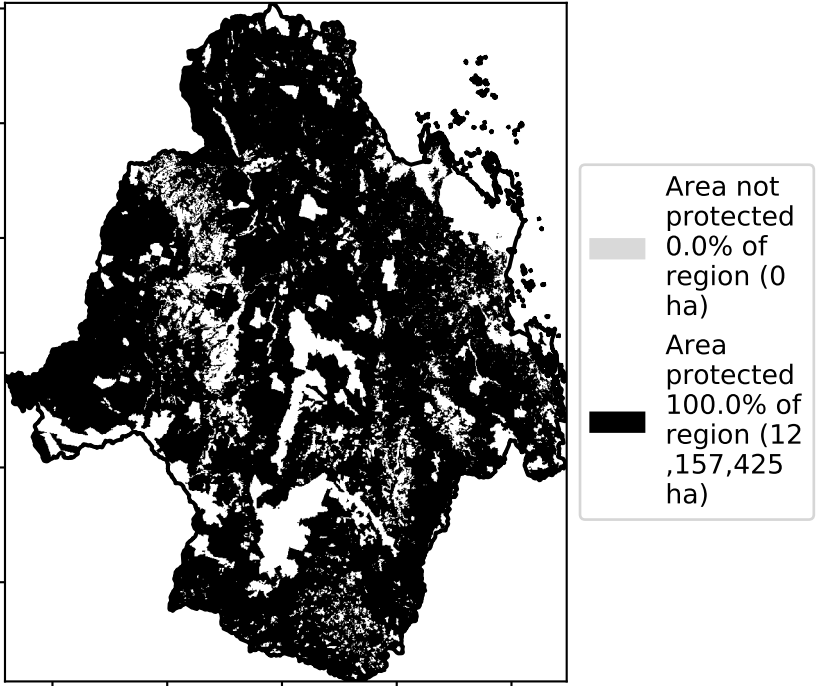 Area not
protected
0.0% of
region (0
ha)
Area
protected
100.0% of
region (12
,157,425
ha)